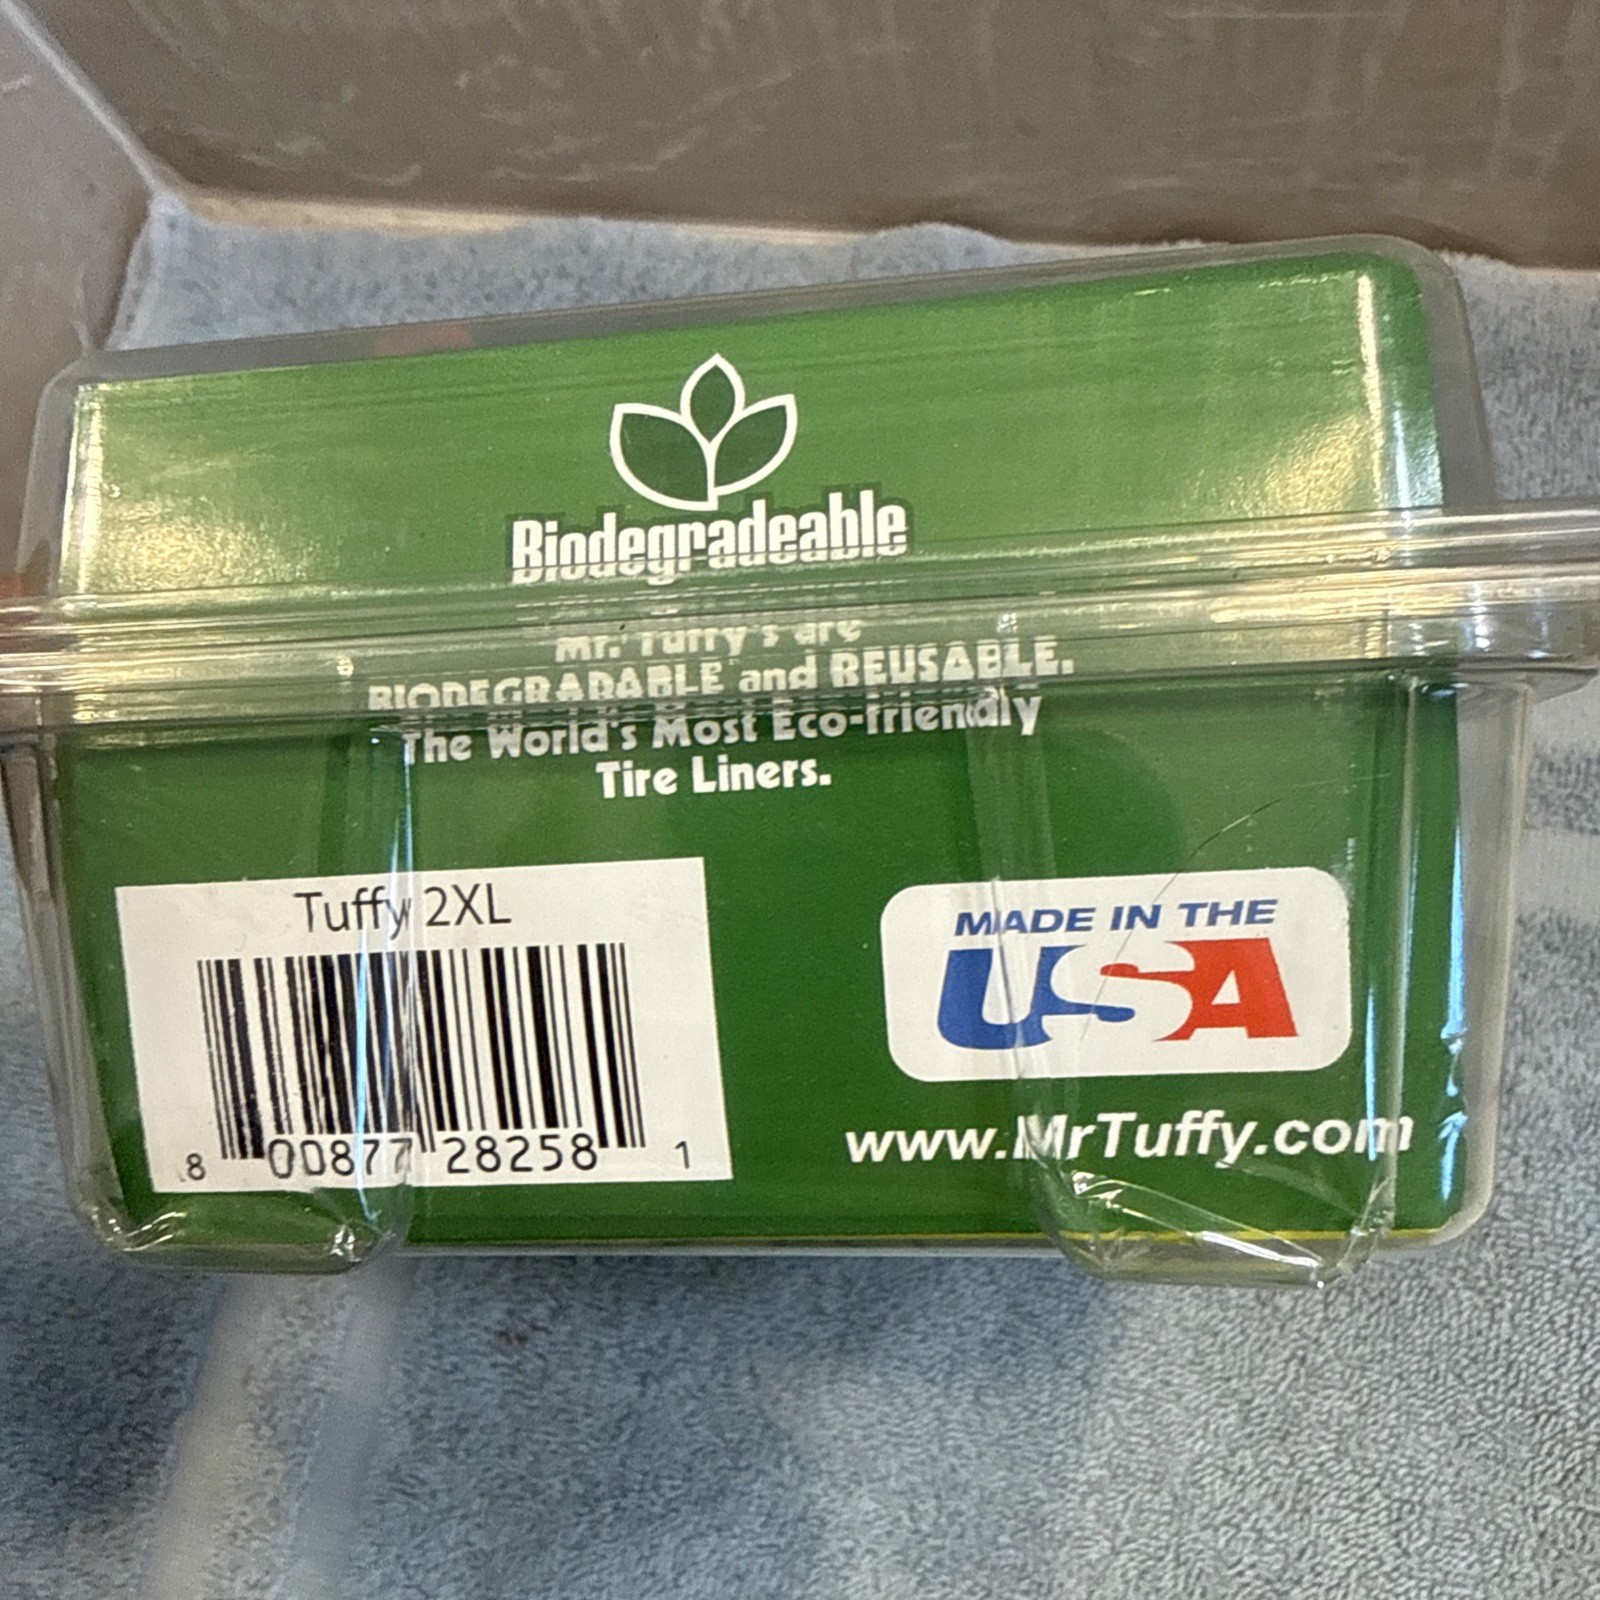 Biodegradeable
Mr. Tuffy's are
BIODEGRADABLE and REUSABLE.
The World's Most Eco-friendly
Tire Liners.
Tuffy 2XL
8 00877 28258 1
MADE IN THE
USA
www.MrTuffy.com